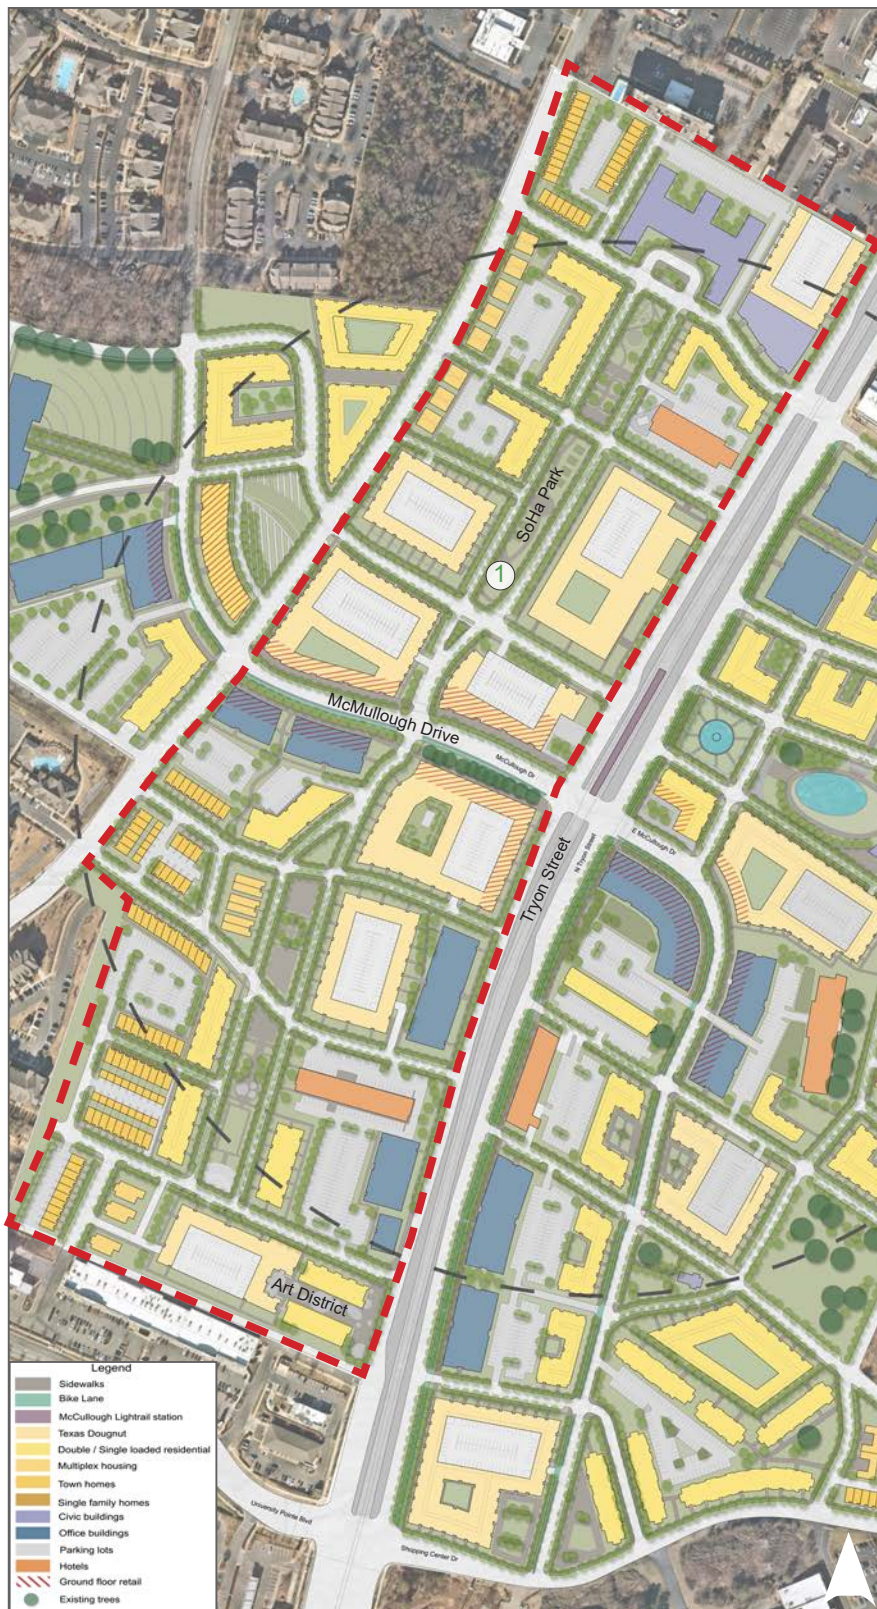 SoHa Park
1
McMullough Drive
McCullough Dr
Tryon Street
N Tryon Street
E McCullough Dr
Art District
University Pointe Blvd
Shopping Center Dr
Legend
Sidewalks
Bike Lane
McCullough Lightrail station
Texas Dougnut
Double / Single loaded residential
Multiplex housing
Town homes
Single family homes
Civic buildings
Office buildings
Parking lots
Hotels
Ground floor retail
Existing trees